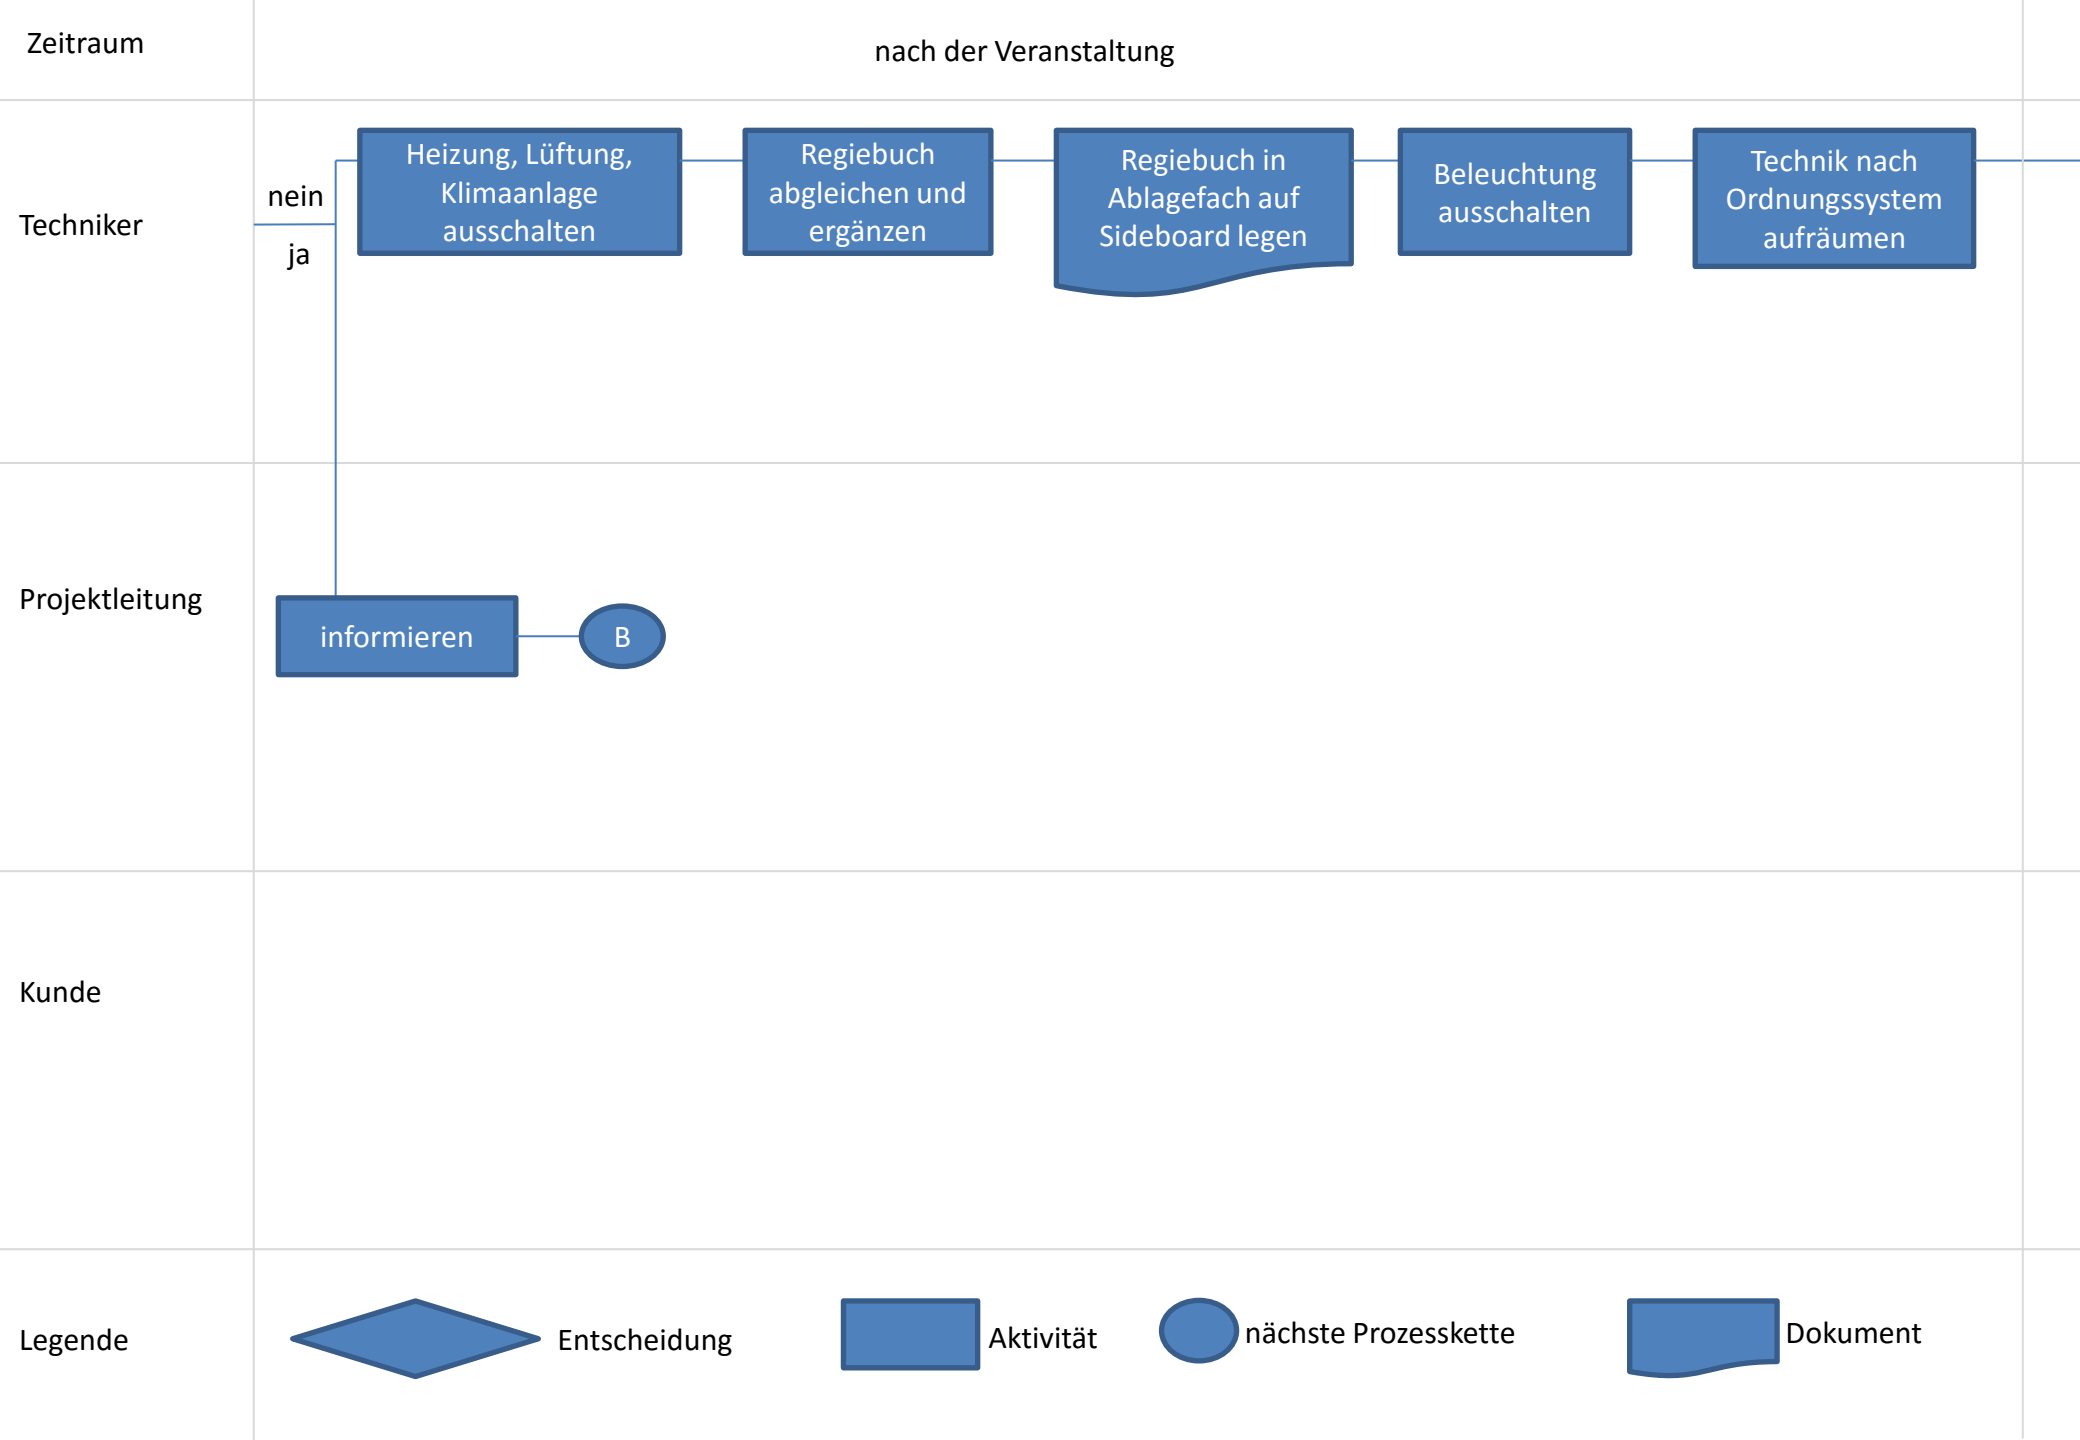 Zeitraum
nach der Veranstaltung
Techniker
nein
ja
Heizung, Lüftung,
Klimaanlage
ausschalten
Regiebuch
abgleichen und
ergänzen
Regiebuch in
Ablagefach auf
Sideboard legen
Beleuchtung
ausschalten
Technik nach
Ordnungssystem
aufräumen
Projektleitung
informieren
B
Kunde
Legende
Entscheidung
Aktivität
nächste Prozesskette
Dokument